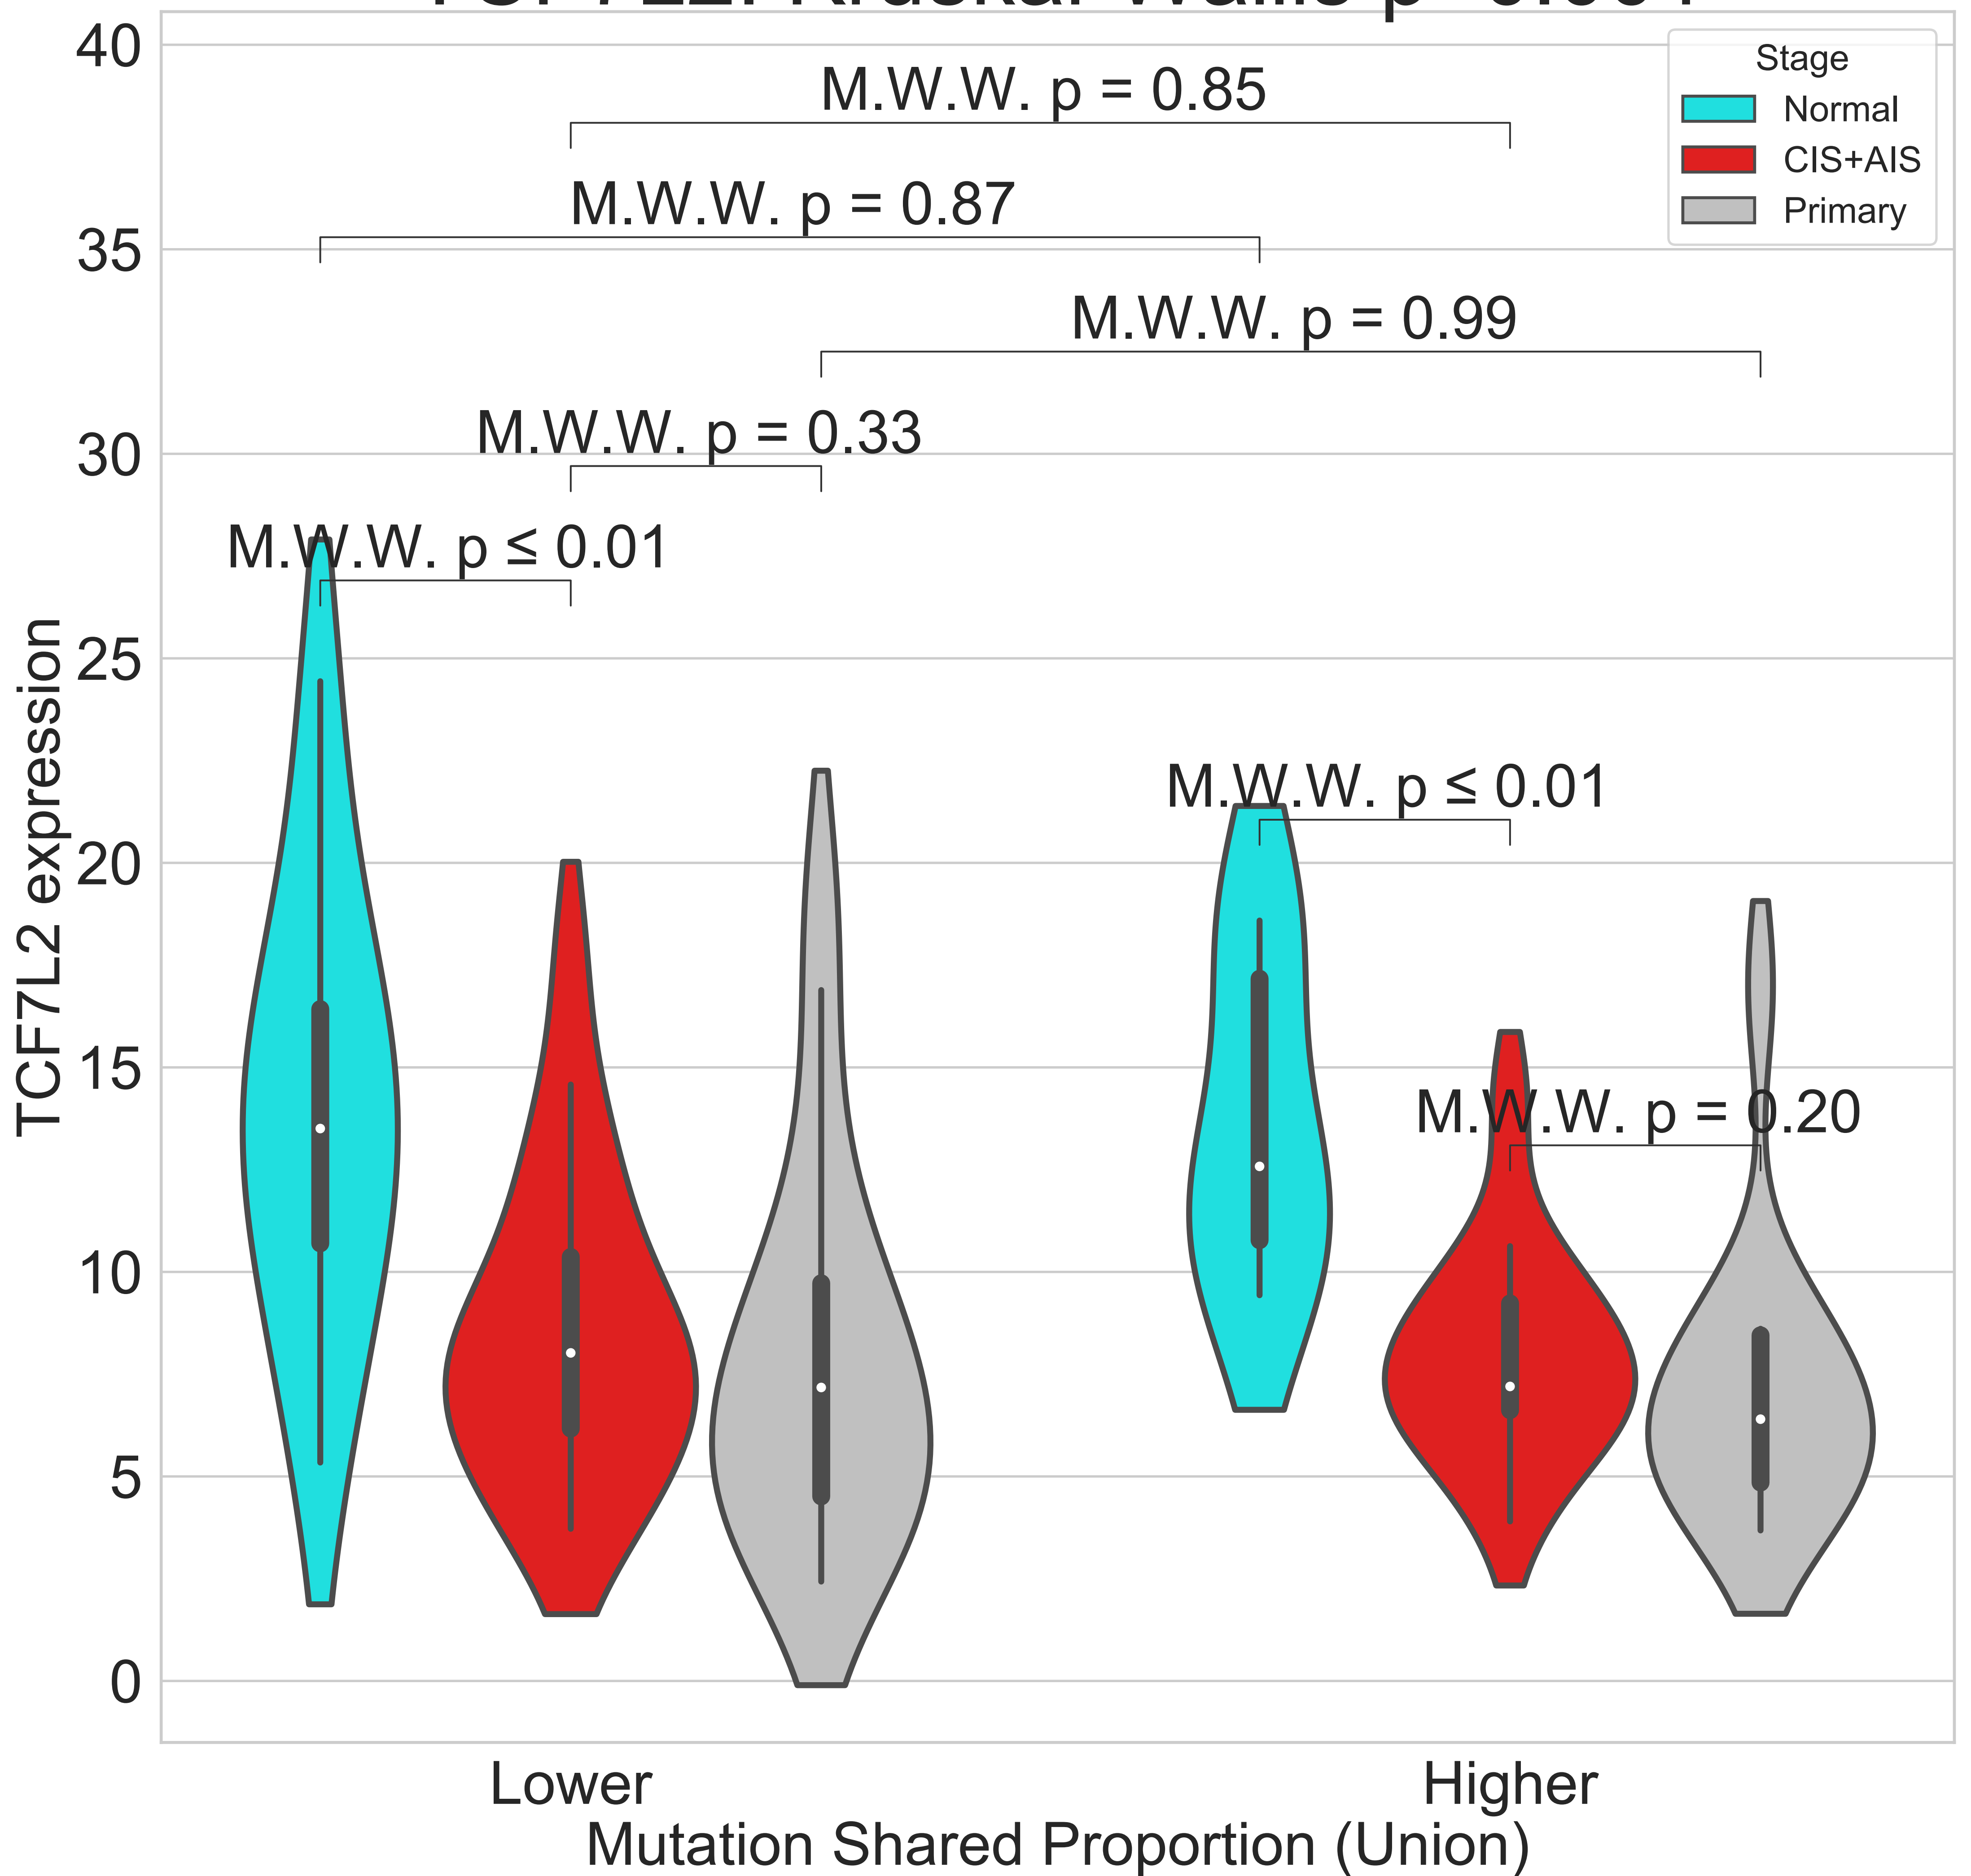 40
35
30
25
20
15
10
5
0
TCF7L2 expression
M.W.W. p = 0.85
M.W.W. p = 0.87
M.W.W. p = 0.99
M.W.W. p = 0.33
M.W.W. p ≤ 0.01
M.W.W. p ≤ 0.01
M.W.W. p = 0.20
Stage
Normal
CIS+AIS
Primary
Lower
Higher
Mutation Shared Proportion (Union)